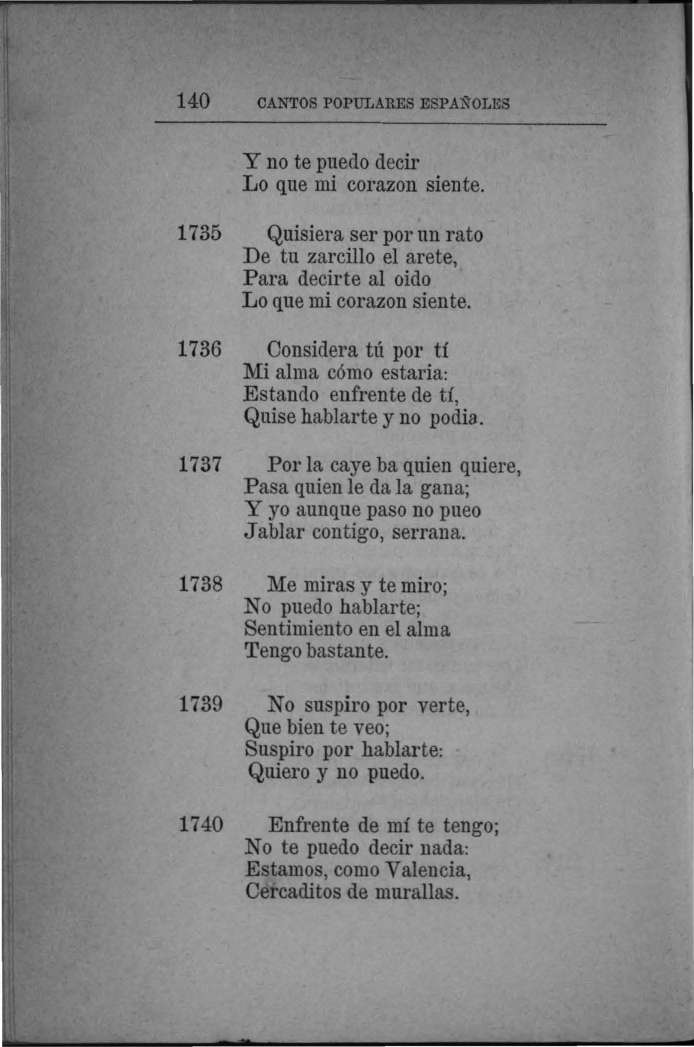 140 CANTOS POPULARES ESPAÑOLES
Y no te puedo decir
Lo que mi corazon siente.
1735 Quisiera ser por un rato
De tu zarcillo el arete,
Para decirte al oido
Lo que mi corazon siente.
1736 Considera tú por tí
Mi alma cómo estaria:
Estando enfrente de tí,
Quise hablarte y no podia.
1737 Por la caye ba quien quiere,
Pasa quien le da la gana;
Y yo aunque paso no pueo
Jablar contigo, serrana.
1738 Me miras y te miro;
No puedo hablarte;
Sentimiento en el alma
Tengo bastante.
1739 No suspiro por verte,
Que bien te veo;
Suspiro por hablarte:
Quiero y no puedo.
1740 Enfrente de mí te tengo;
No te puedo decir nada:
Estamos, como Valencia,
Cercaditos de murallas.